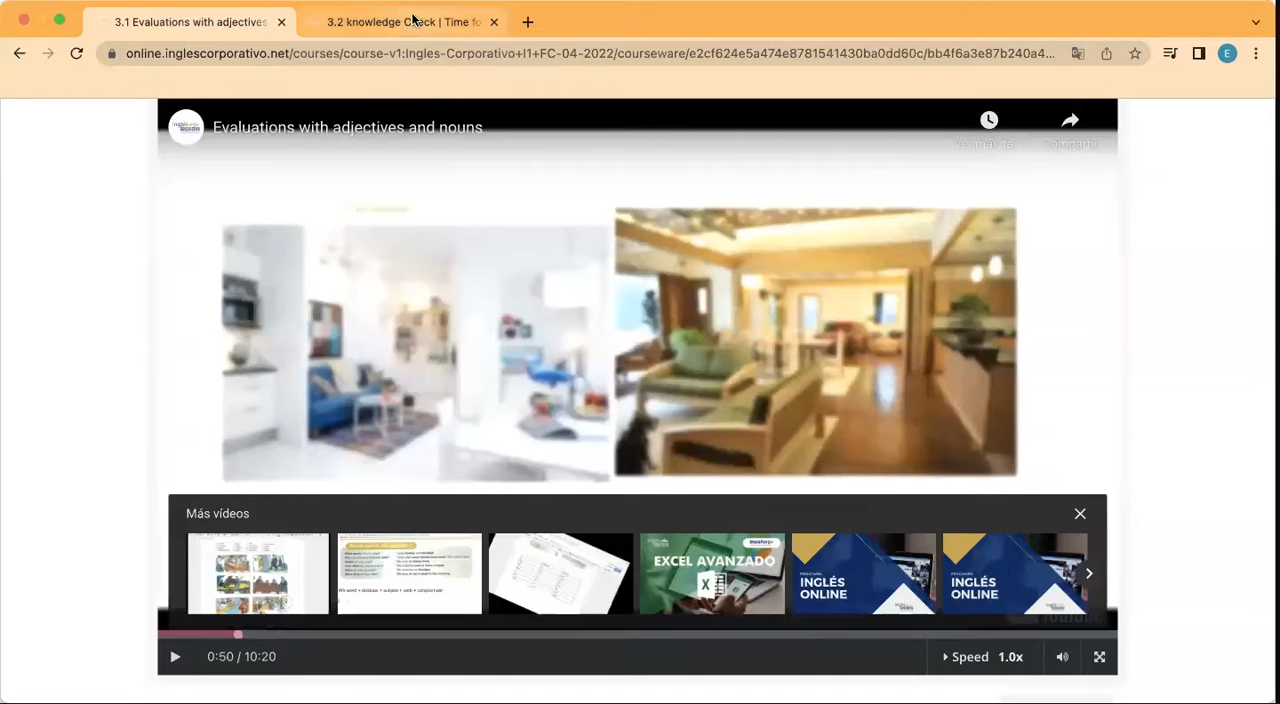 3.1 Evaluations with adjectives
3.2 knowledge Check | Time fo
online.inglescorporativo.net/courses/course-v1:Ingles-Corporativo+I1+FC-04-2022/courseware/e2cf624e5a474e8781541430ba0dd60c/bb4f6a3e87b240a4...
E
Evaluations with adjectives and nouns
Compartir
Más vídeos
EXCEL AVANZADO
INGLÉS
ONLINE
INGLÉS
ONLINE
0:50 / 10:20
Speed 1.0x